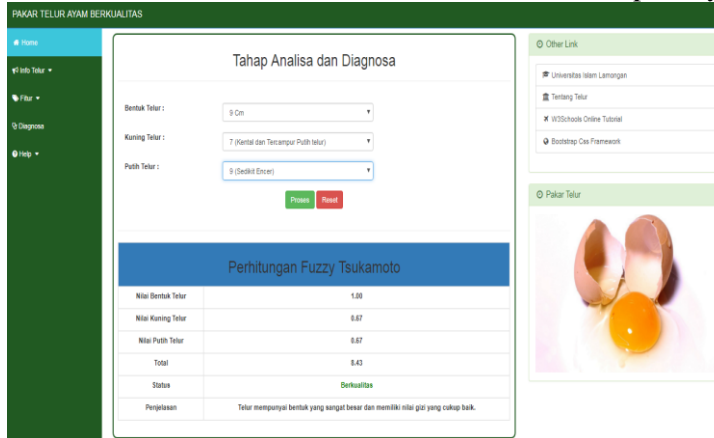 PAKAR TELUR AYAM BERKUALITAS
Home
Info Telur
Fitur
Diagnosa
Help
Tahap Analisa dan Diagnosa
Bentuk Telur :
9 Cm
Kuning Telur :
7 (Kental dan Tercampur Putih telur)
Putih Telur :
9 (Sedikit Encer)
Proses Reset
Perhitungan Fuzzy Tsukamoto
Nilai Bentuk Telur 1.00
Nilai Kuning Telur 0.67
Nilai Putih Telur 0.67
Total 8.43
Status Berkualitas
Penjelasan Telur mempunyai bentuk yang sangat besar dan memiliki nilai gizi yang cukup baik.
Other Link
Universitas Islam Lamongan
Tentang Telur
W3Schools Online Tutorial
Bootstrap Css Framework
Pakar Telur